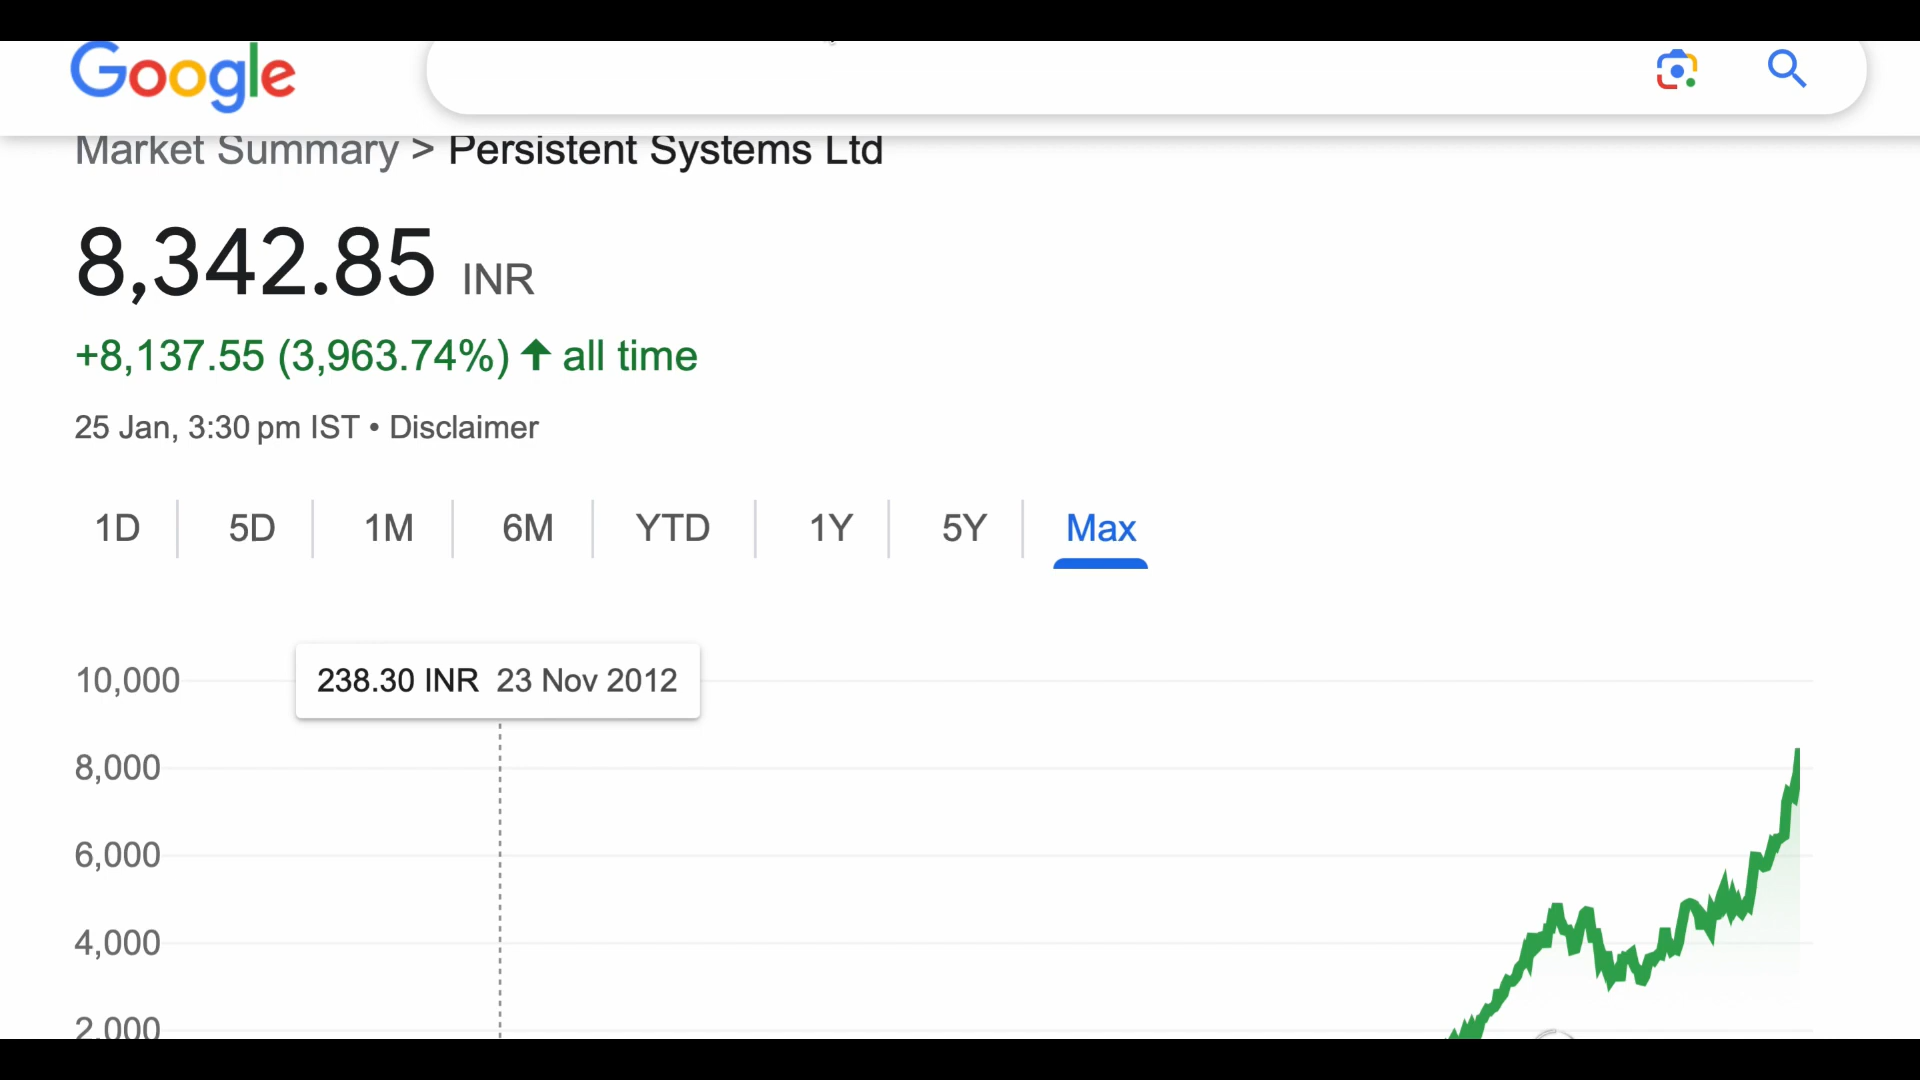 Google
Market Summary > Persistent Systems Ltd
8,342.85 INR
+8,137.55 (3,963.74%) ↑ all time
25 Jan, 3:30 pm IST • Disclaimer
1D 5D 1M 6M YTD 1Y 5Y Max
238.30 INR 23 Nov 2012
10,000
8,000
6,000
4,000
2,000